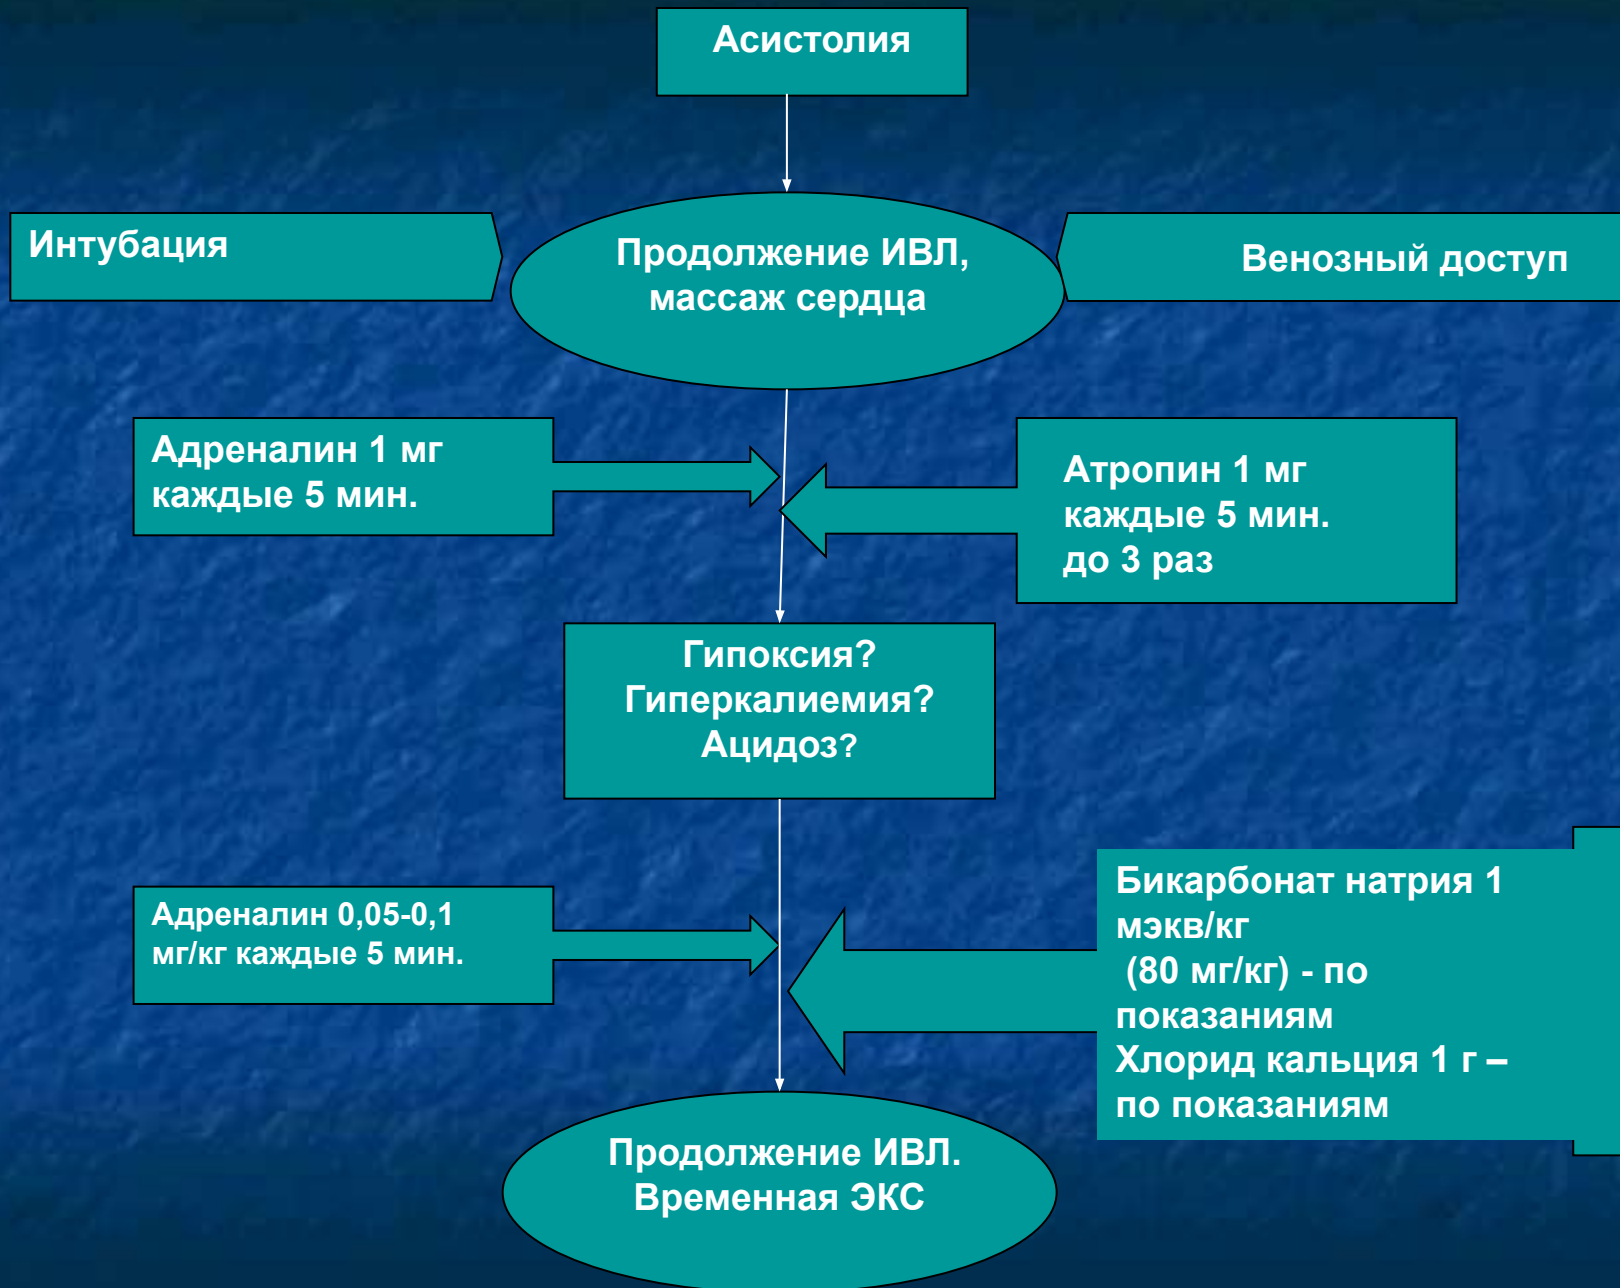 Асистолия
Интубация
Продолжение ИВЛ,
массаж сердца
Венозный доступ
Адреналин 1 мг
каждые 5 мин.
Атропин 1 мг
каждые 5 мин.
до 3 раз
Гипоксия?
Гиперкалиемия?
Ацидоз?
Адреналин 0,05-0,1
мг/кг каждые 5 мин.
Бикарбонат натрия 1
мэкв/кг
(80 мг/кг) - по
показаниям
Хлорид кальция 1 г –
по показаниям
Продолжение ИВЛ.
Временная ЭКС